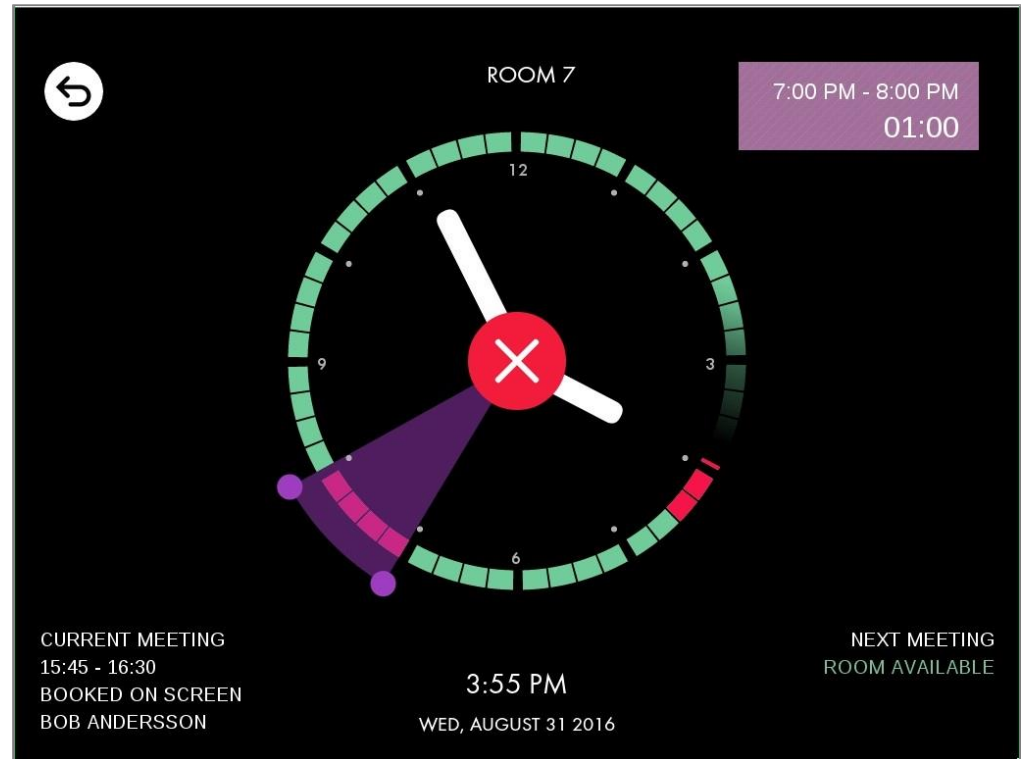 ROOM 7
7:00 PM - 8:00 PM
01:00
12
9
3
6
CURRENT MEETING
15:45 - 16:30
BOOKED ON SCREEN
BOB ANDERSSON
3:55 PM
WED, AUGUST 31 2016
NEXT MEETING
ROOM AVAILABLE